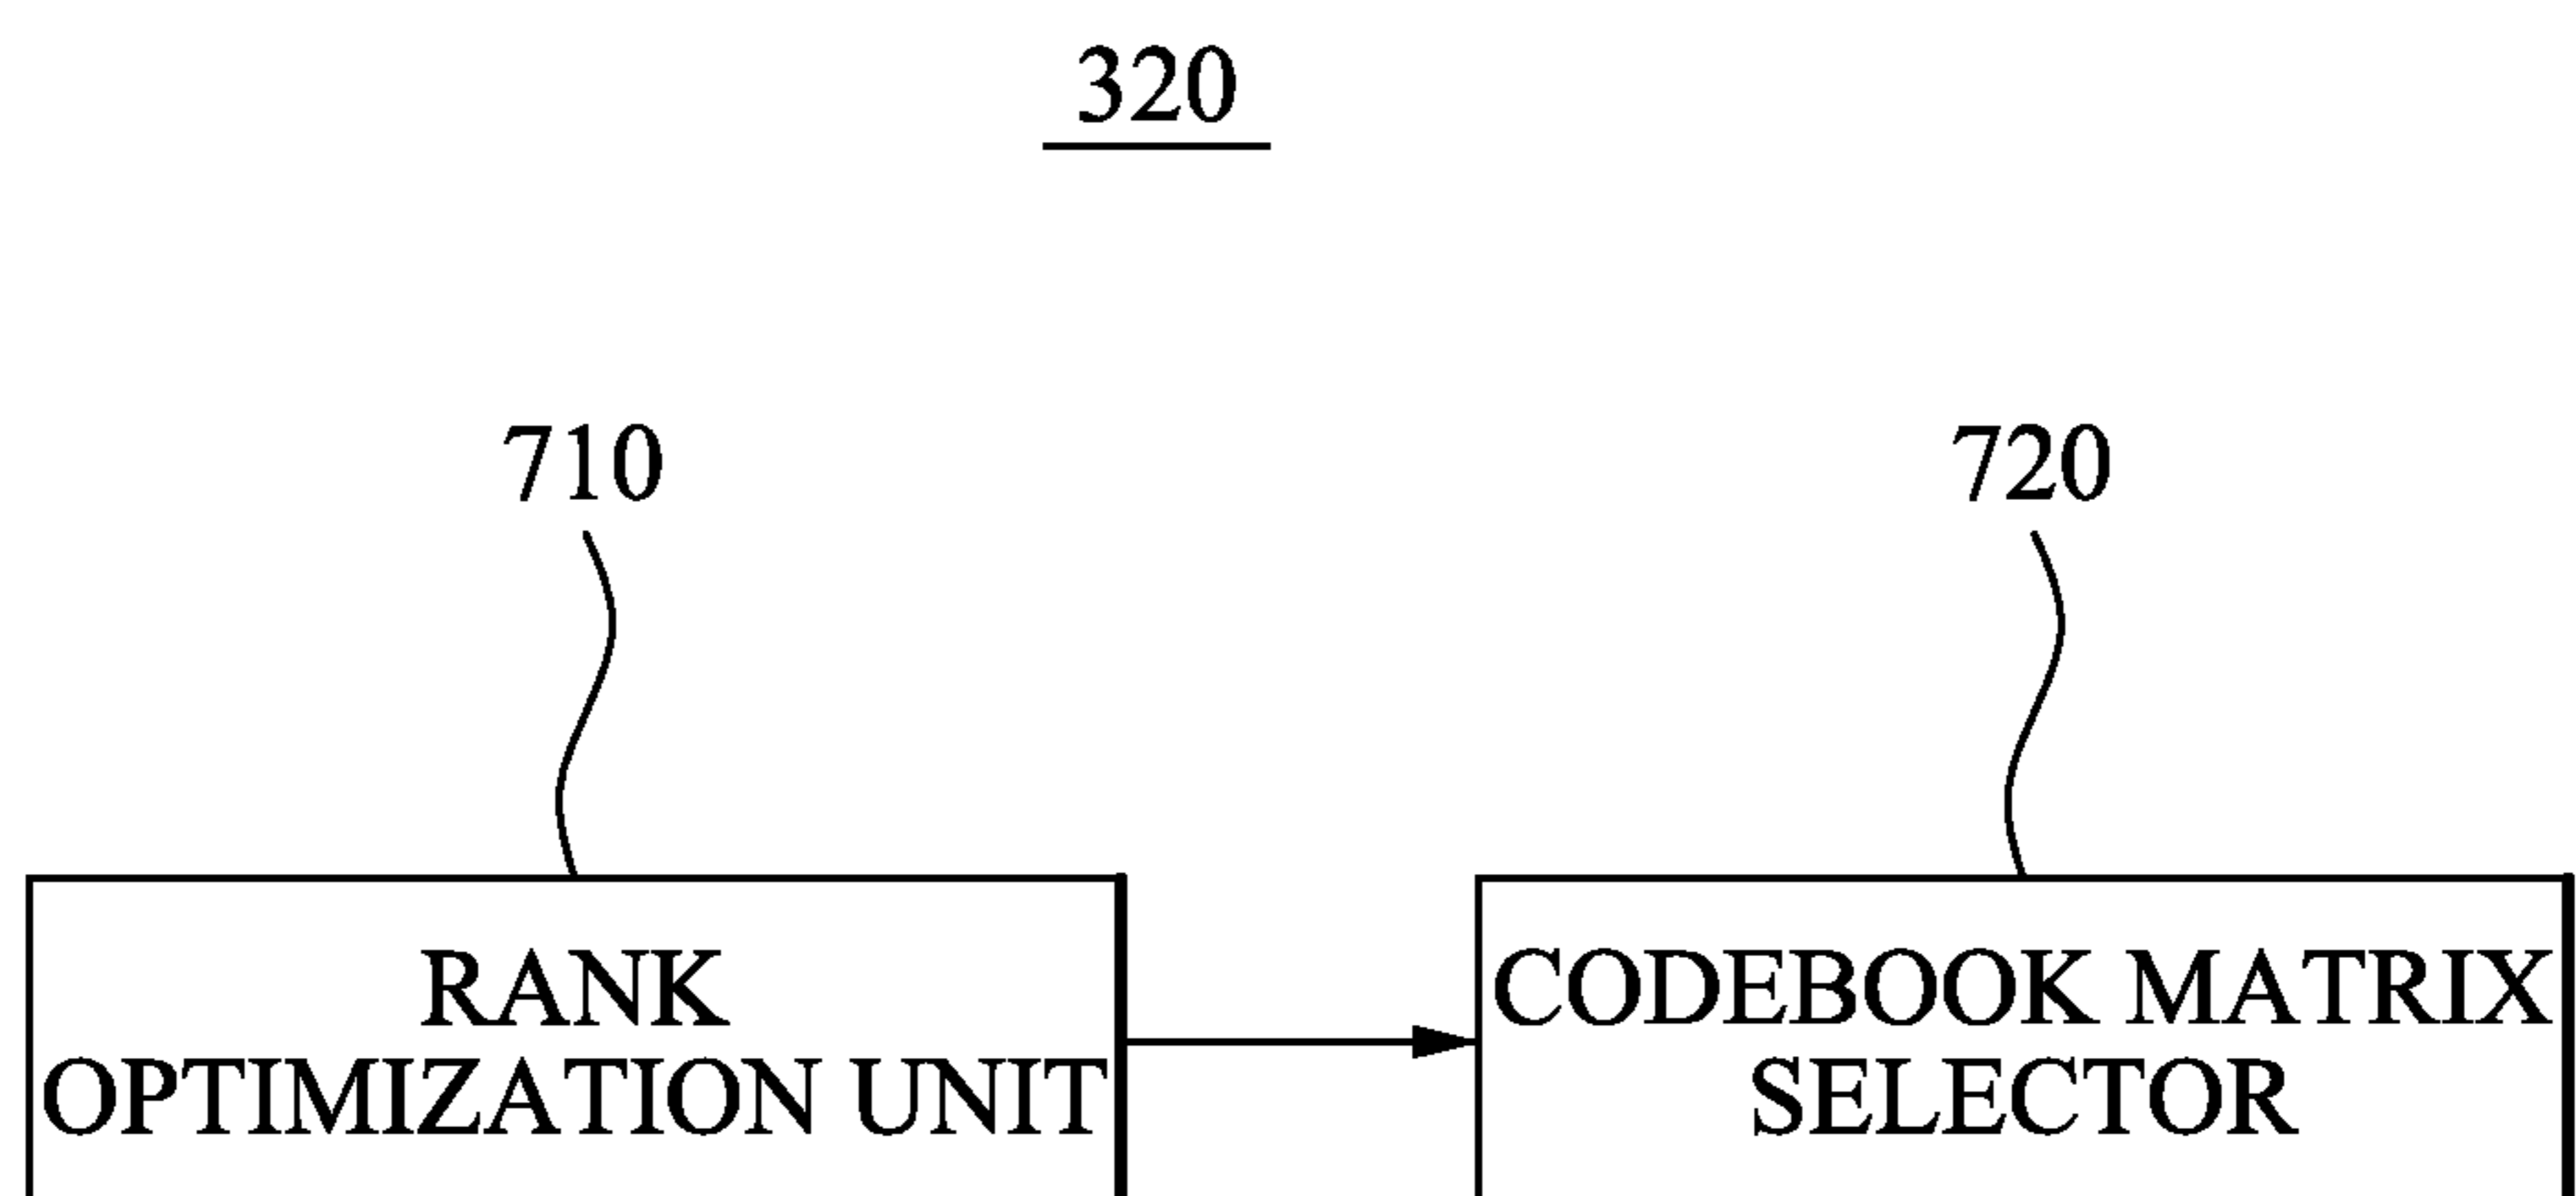 320
710
720
RANK
OPTIMIZATION UNIT
CODEBOOK MATRIX
SELECTOR